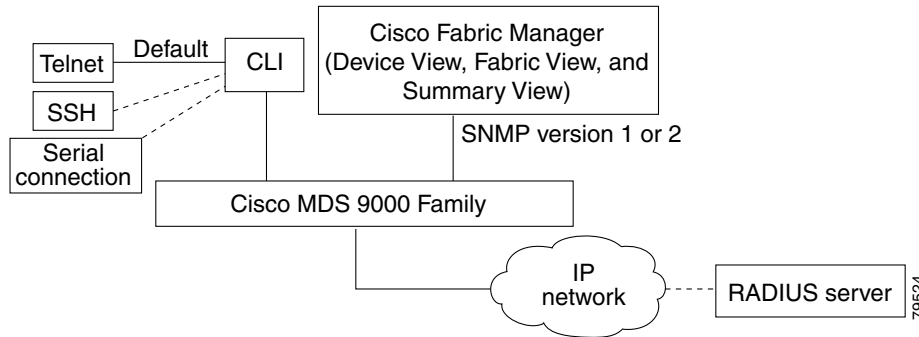 Telnet
Default
CLI
SSH
Serial
connection
Cisco Fabric Manager
(Device View, Fabric View, and
Summary View)
SNMP version 1 or 2
Cisco MDS 9000 Family
IP
network
RADIUS server
79524